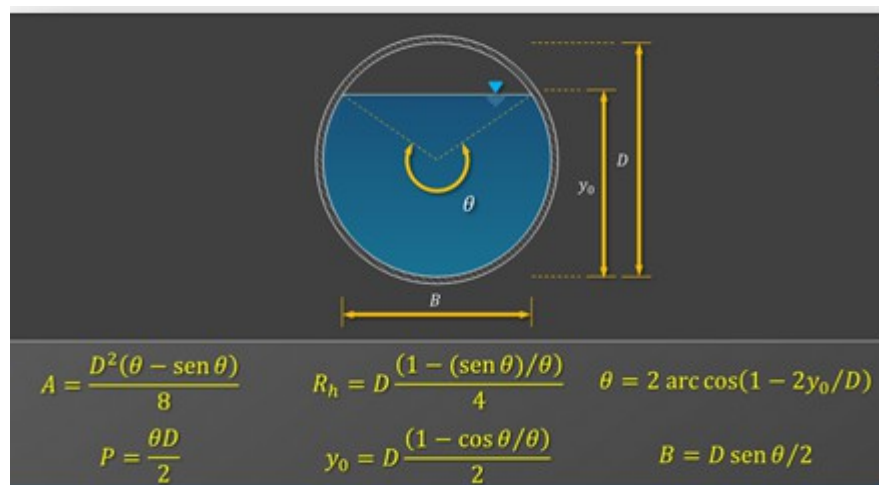 D
y₀
θ
B
A = D²(θ − sen θ) / 8
R_h = D (1 − (sen θ)/θ) / 4
θ = 2 arc cos(1 − 2y₀/D)
P = θD / 2
y₀ = D (1 − cos θ/θ) / 2
B = D sen θ/2